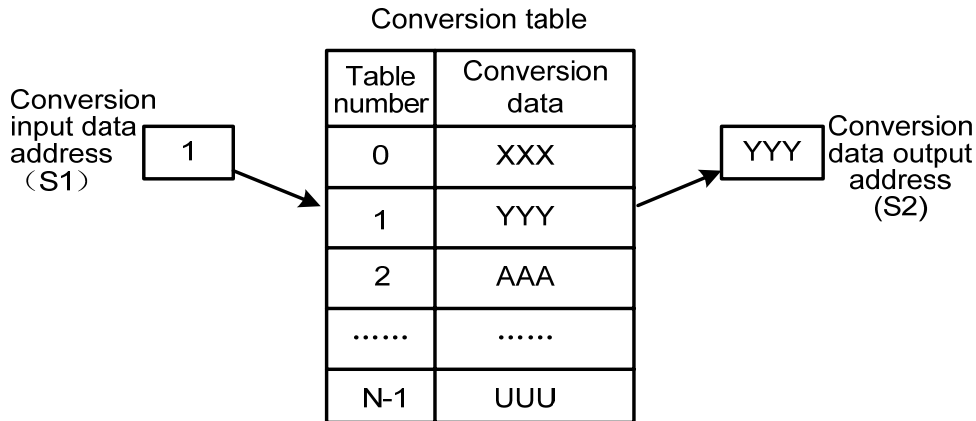 Conversion table
Conversion
input data
address
（S1）
1
Table number
Conversion data
0
XXX
1
YYY
2
AAA
......
......
N-1
UUU
YYY
Conversion
data output
address
(S2)